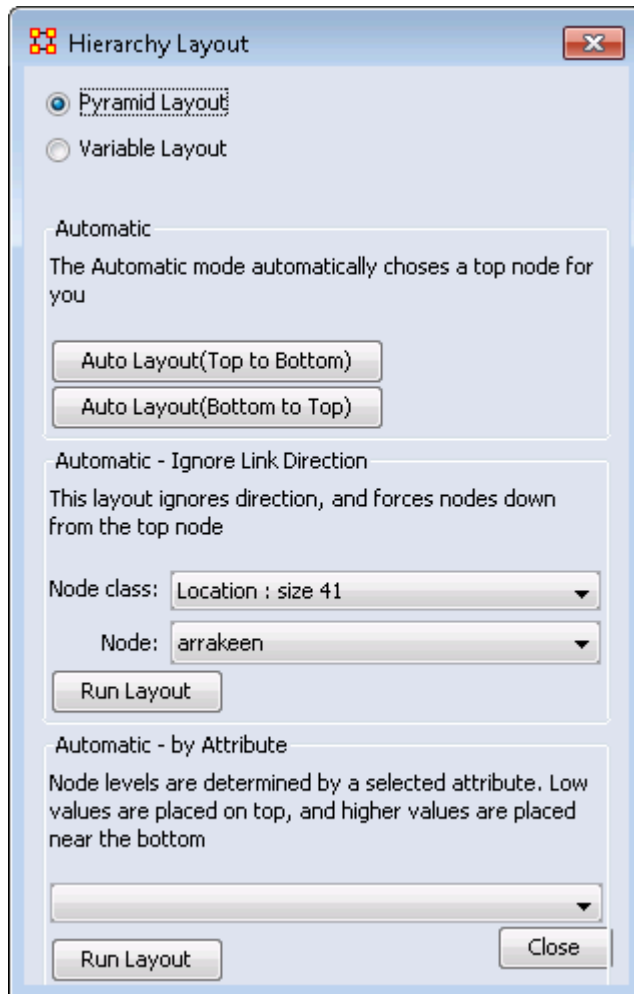 Hierarchy Layout
Pyramid Layout
Variable Layout
Automatic
The Automatic mode automatically choses a top node for
you
Auto Layout(Top to Bottom)
Auto Layout(Bottom to Top)
Automatic - Ignore Link Direction
This layout ignores direction, and forces nodes down
from the top node
Node class: Location : size 41
Node: arrakeen
Run Layout
Automatic - by Attribute
Node levels are determined by a selected attribute. Low
values are placed on top, and higher values are placed
near the bottom
Close
Run Layout